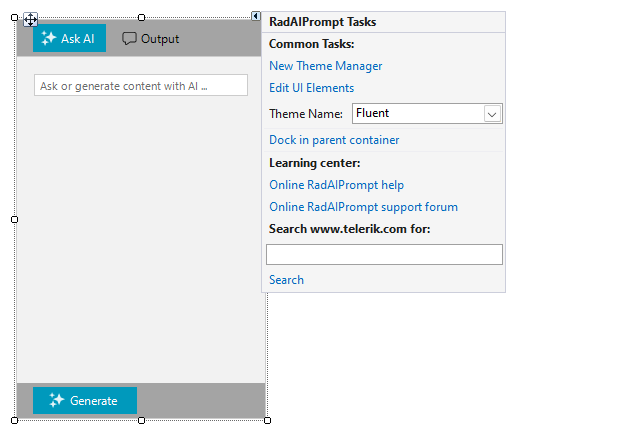 Ask AI
Output
Ask or generate content with AI ...
Generate
RadAIPrompt Tasks
Common Tasks:
New Theme Manager
Edit UI Elements
Theme Name: Fluent
Dock in parent container
Learning center:
Online RadAIPrompt help
Online RadAIPrompt support forum
Search www.telerik.com for:
Search